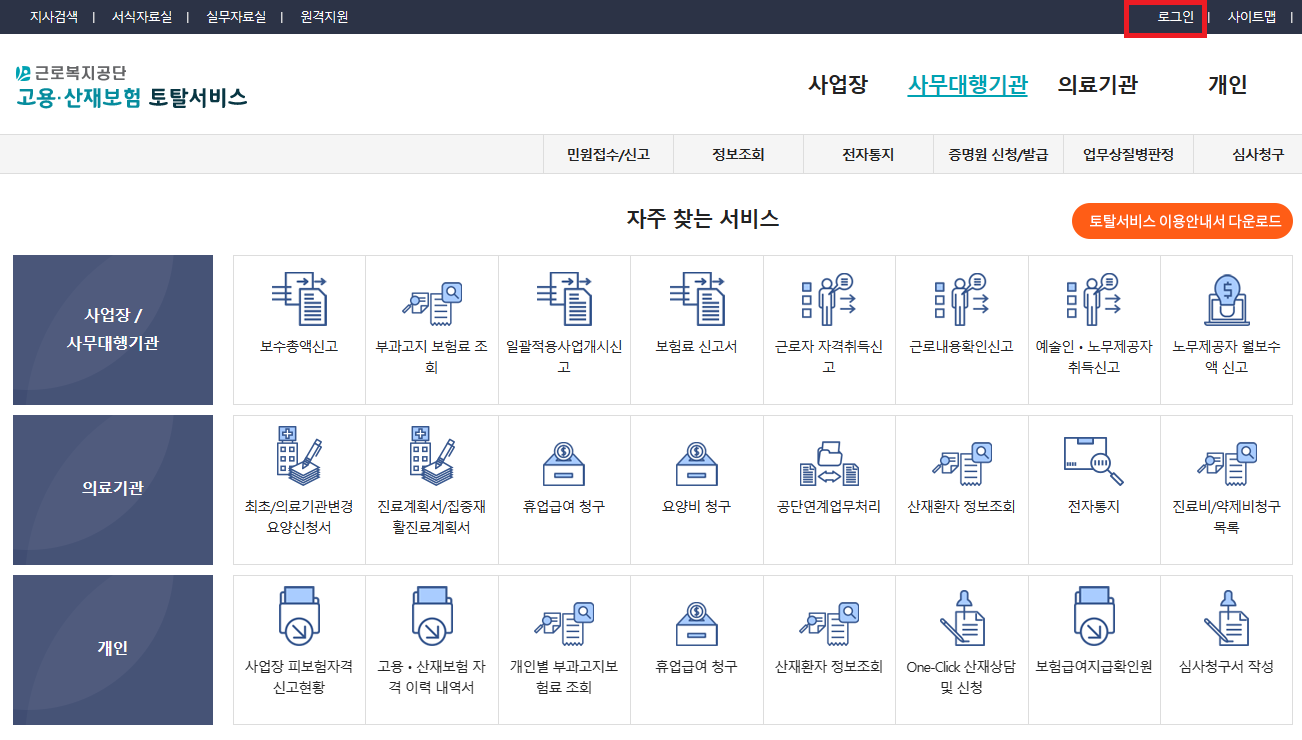 지사검색 | 서식자료실 | 실무자료실 | 원격지원
로그인 | 사이트맵 |
근로복지공단
고용·산재보험 토탈서비스
사업장 사무대행기관 의료기관 개인
민원접수/신고 정보조회 전자통지 증명원 신청/발급 업무상질병판정 심사청구
자주 찾는 서비스
토탈서비스 이용안내서 다운로드
사업장 /
사무대행기관
보수총액신고
부과고지 보험료 조
회
일괄적용사업개시신
고
보험료 신고서
근로자 자격취득신
고
근로내용확인신고
예술인·노무제공자
취득신고
노무제공자 월보수
액 신고
의료기관
최초/의료기관변경
요양신청서
진료계획서/집중재
활진료계획서
휴업급여 청구
요양비 청구
공단연계업무처리
산재환자 정보조회
전자통지
진료비/약제비청구
목록
개인
사업장 피보험자격
신고현황
고용·산재보험 자
격 이력 내역서
개인별 부과고지보
험료 조회
휴업급여 청구
산재환자 정보조회
One-Click 산재상담
및 신청
보험급여지급확인원
심사청구서 작성